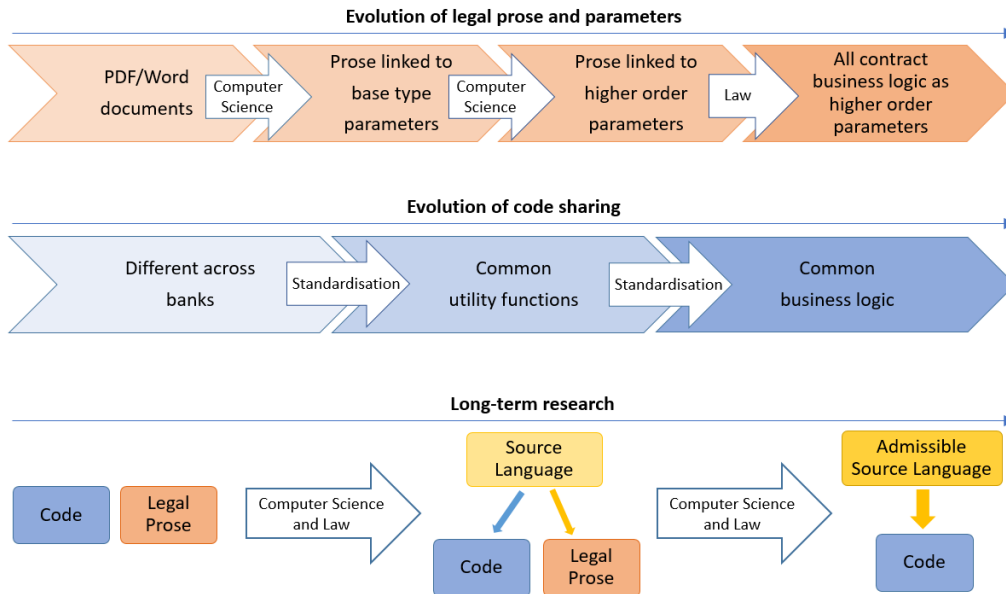 Evolution of legal prose and parameters
PDF/Word
documents
Computer
Science
Prose linked to
base type
parameters
Computer
Science
Prose linked to
higher order
parameters
Law
All contract
business logic as
higher order
parameters
Evolution of code sharing
Different across
banks
Standardisation
Common
utility functions
Standardisation
Common
business logic
Long-term research
Code
Legal
Prose
Computer Science
and Law
Source
Language
Code
Legal
Prose
Computer Science
and Law
Admissible
Source Language
Code